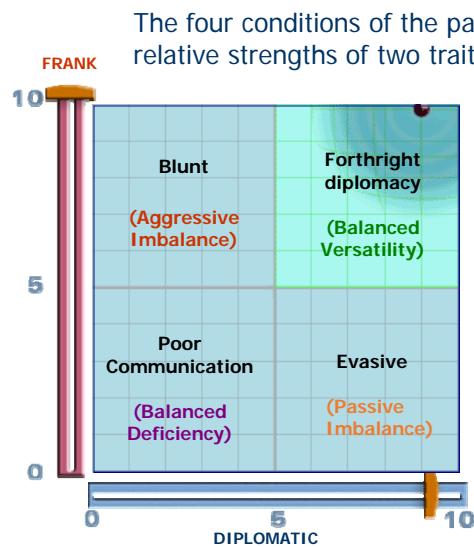 The four conditions of the pa
relative strengths of two trait
FRANK
10
Blunt
Forthright
diplomacy
(Aggressive
Imbalance)
(Balanced
Versatility)
5
Poor
Communication
Evasive
(Balanced
Deficiency)
(Passive
Imbalance)
0
0
5
10
DIPLOMATIC